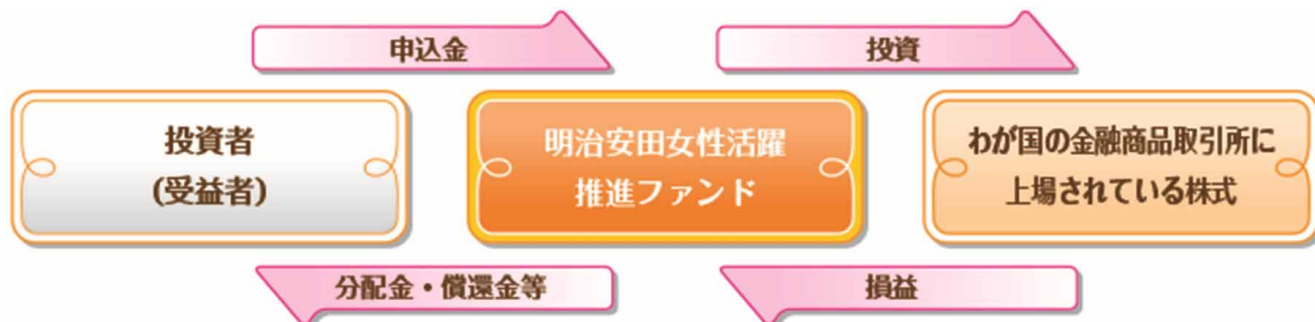 申込金
投資
投資者
(受益者)
明治安田女性活躍
推進ファンド
わが国の金融商品取引所に
上場されている株式
分配金・償還金等
損益